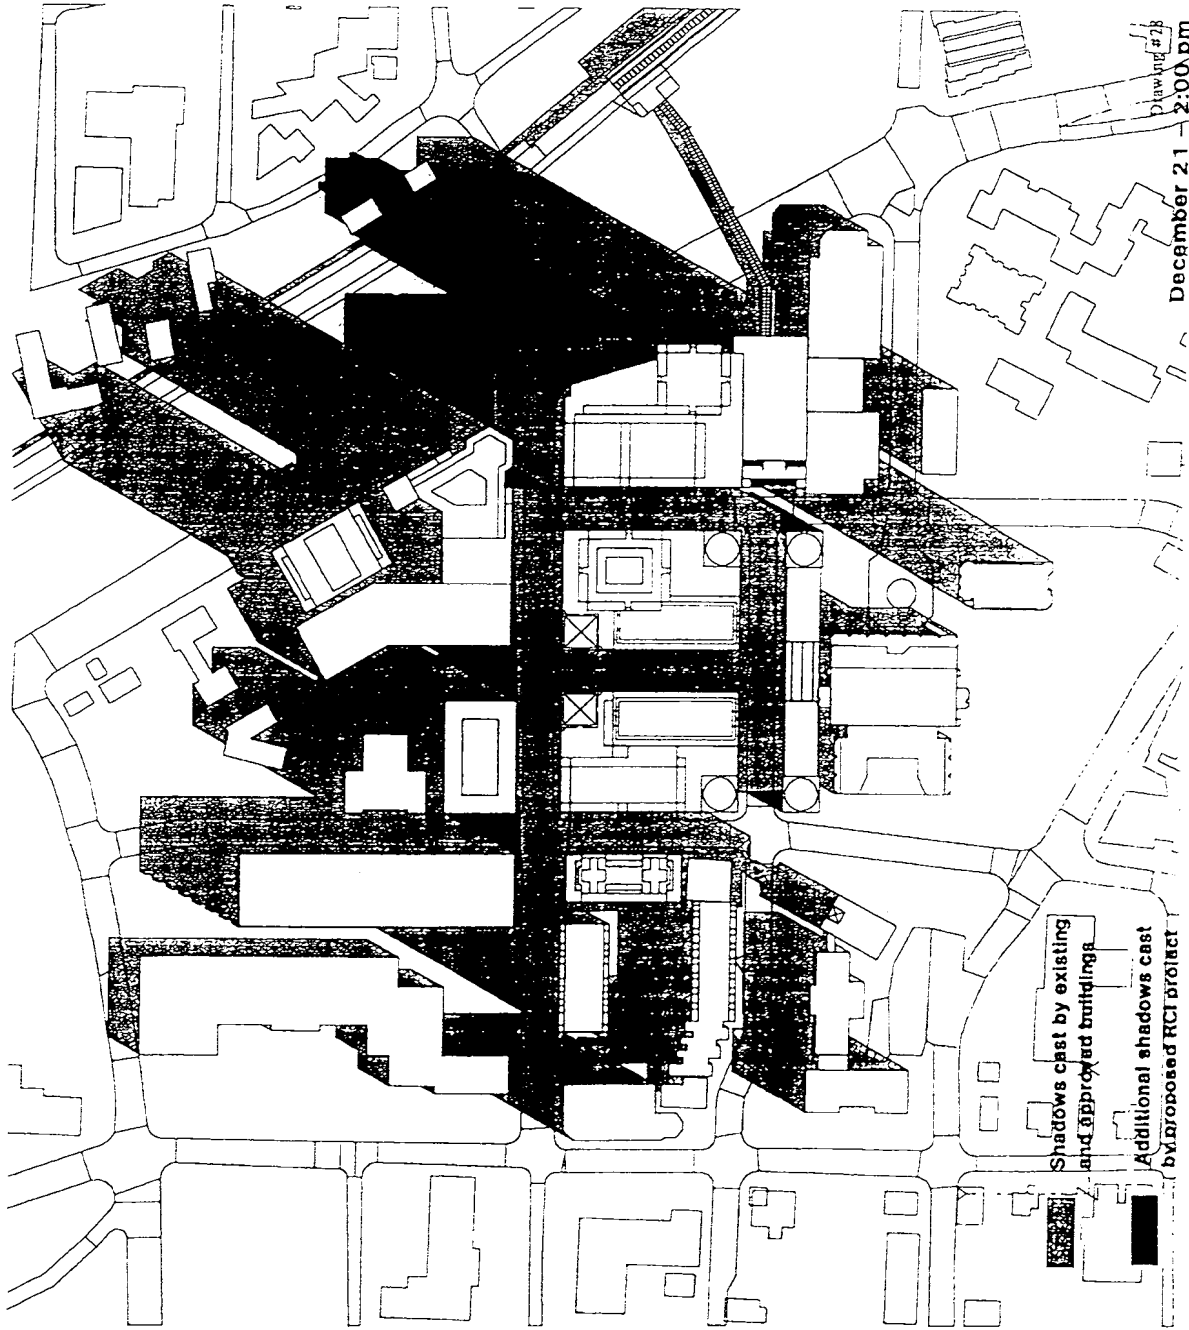 Drawing #28
December 21 - 2:00 pm
Shadows cast by existing
and approved buildings
Additional shadows cast
by proposed RCI project